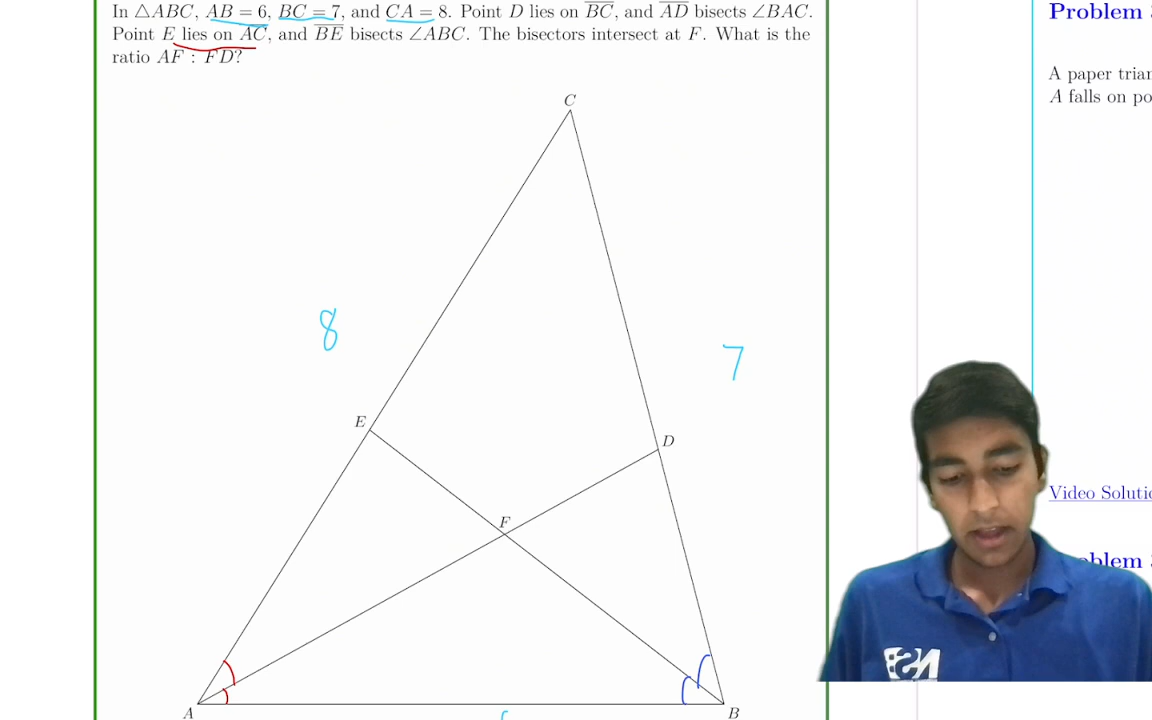 In △ABC, AB = 6, BC = 7, and CA = 8. Point D lies on BC, and AD bisects ∠BAC.
Point E lies on AC, and BE bisects ∠ABC. The bisectors intersect at F. What is the
ratio AF : FD?
C
8
7
E
D
F
A
B
Problem
A paper trian
A falls on po
Video Solutio
oblem